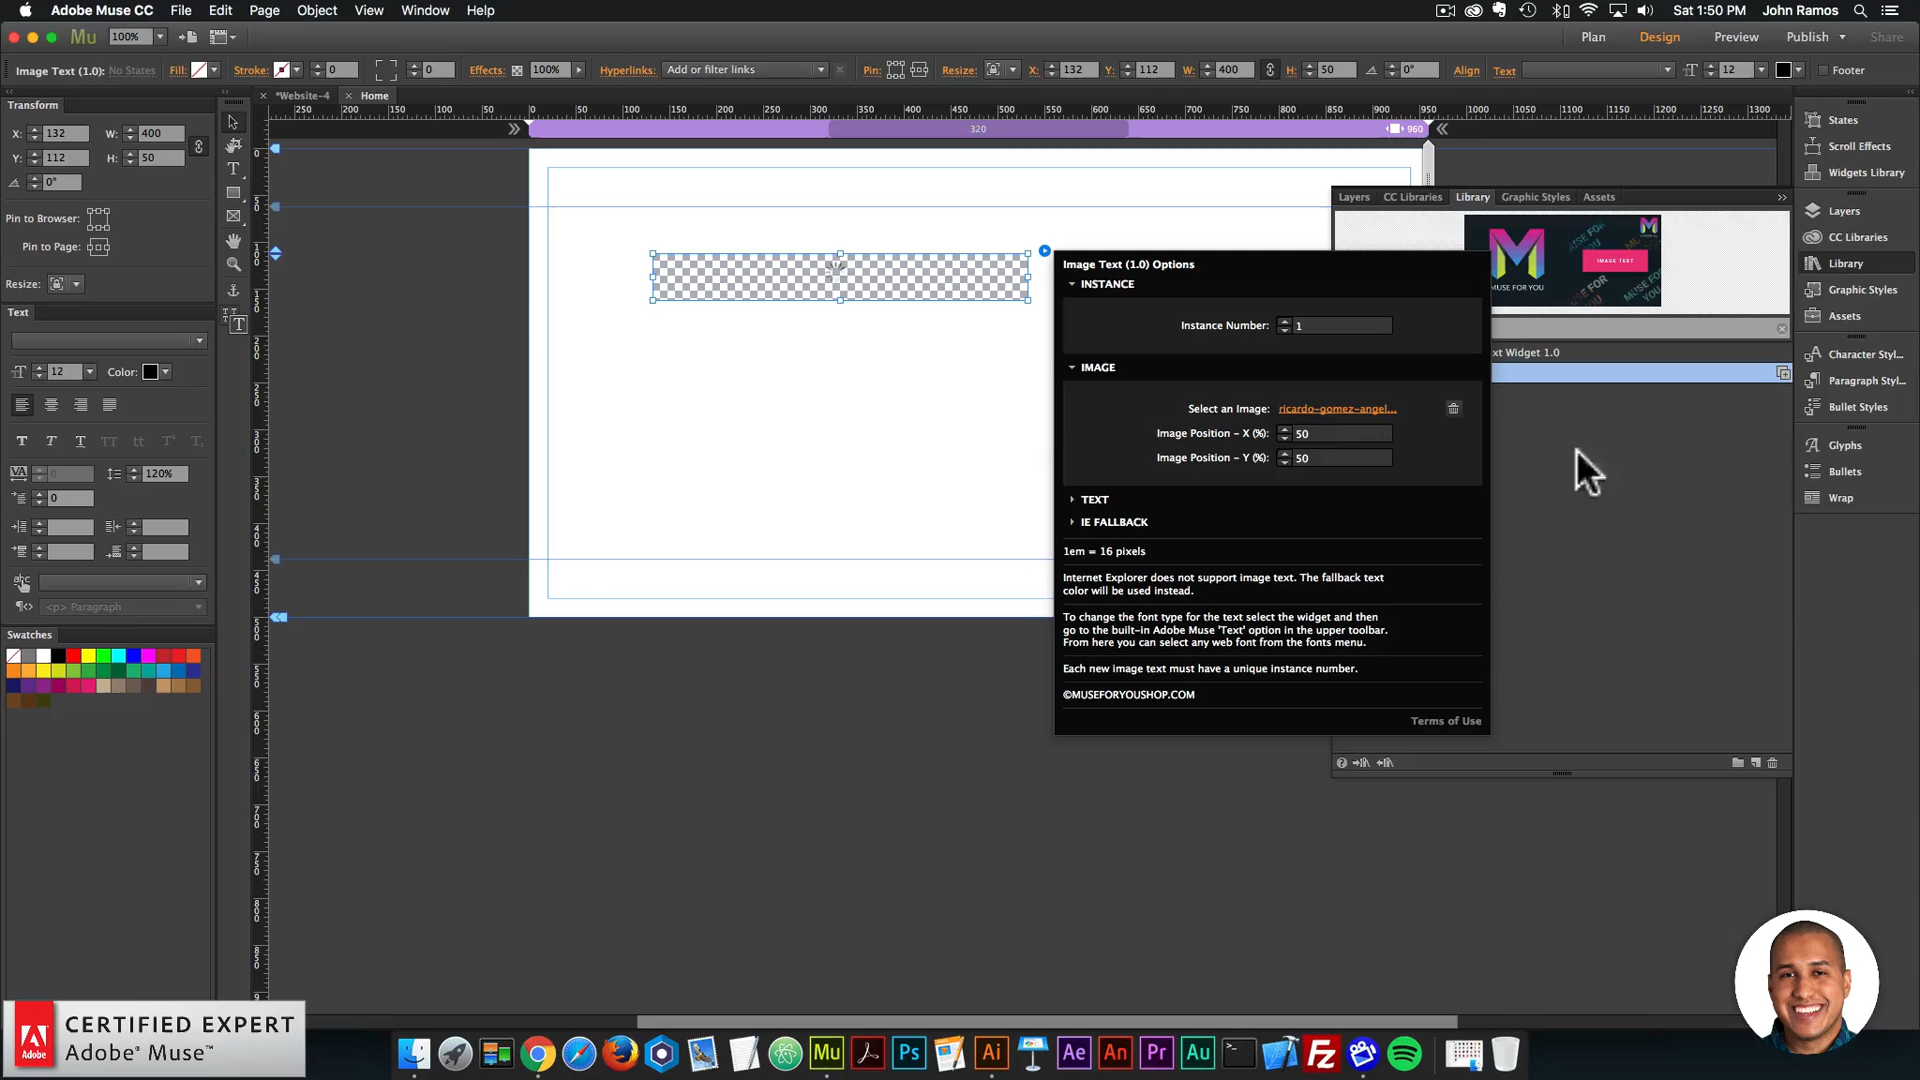 Adobe Muse CC File Edit Page Object View Window Help Sat 1:50 PM John Ramos
Mu 100% Plan Design Preview Publish Share
Image Text (1.0): No States Fill: Stroke: 0 0 Effects: 100% Hyperlinks: Add or filter links Pin: Resize: X: 132 Y: 112 W: 400 H: 50 0° Align Text 12 Footer
*Website-4 Home
Transform
X: 132 W: 400
Y: 112 H: 50
0°
Pin to Browser:
Pin to Page:
Resize:
Text
12 Color:
0 120%
0
<p> Paragraph
Swatches
250 200 150 100 50 0 50 100 150 200 250 300 350 400 450 500 550 600 650 700 750 800 850 900 950 1000 1050 1100 1150 1200 1250 1300
320 960
Layers CC Libraries Library Graphic Styles Assets
MUSE FOR YOU
IMAGE TEXT
xt Widget 1.0
Image Text (1.0) Options
INSTANCE
Instance Number: 1
IMAGE
Select an Image: ricardo-gomez-angel...
Image Position - X (%): 50
Image Position - Y (%): 50
TEXT
IE FALLBACK
1em = 16 pixels
Internet Explorer does not support image text. The fallback text
color will be used instead.
To change the font type for the text select the widget and then
go to the built-in Adobe Muse 'Text' option in the upper toolbar.
From here you can select any web font from the fonts menu.
Each new image text must have a unique instance number.
©MUSEFORYOUSHOP.COM
Terms of Use
States
Scroll Effects
Widgets Library
Layers
CC Libraries
Library
Graphic Styles
Assets
Character Styl...
Paragraph Styl...
Bullet Styles
Glyphs
Bullets
Wrap
Adobe
CERTIFIED EXPERT
Adobe® Muse™
Mu Ps Ai Ae An Pr Au Fz